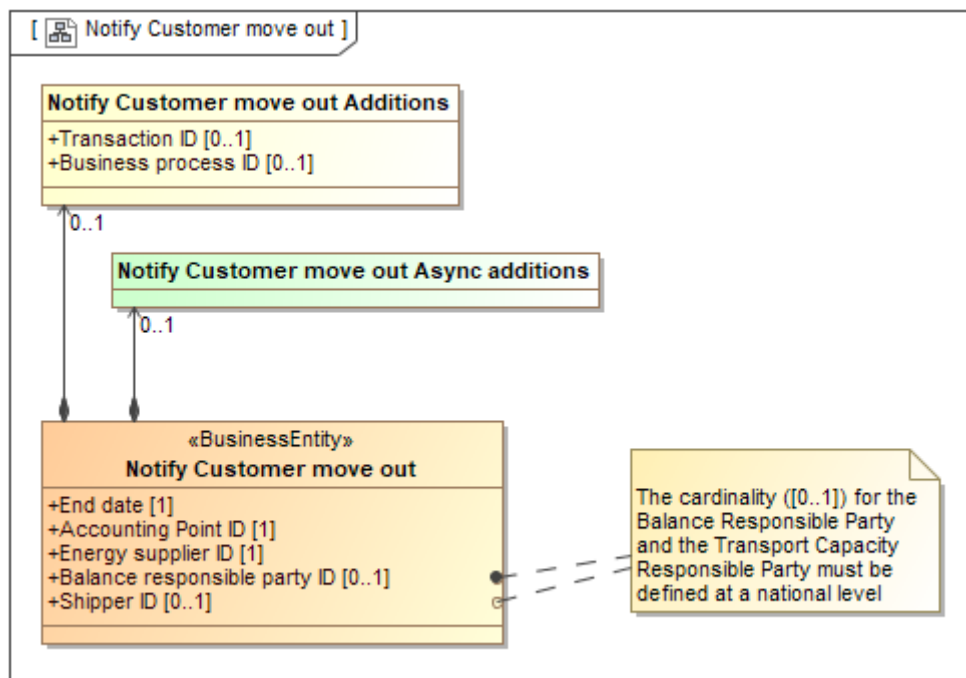 [ Notify Customer move out ]
Notify Customer move out Additions
+Transaction ID [0..1]
+Business process ID [0..1]
0..1
Notify Customer move out Async additions
0..1
«BusinessEntity»
Notify Customer move out
+End date [1]
+Accounting Point ID [1]
+Energy supplier ID [1]
+Balance responsible party ID [0..1]
+Shipper ID [0..1]
The cardinality ([0..1]) for the
Balance Responsible Party
and the Transport Capacity
Responsible Party must be
defined at a national level